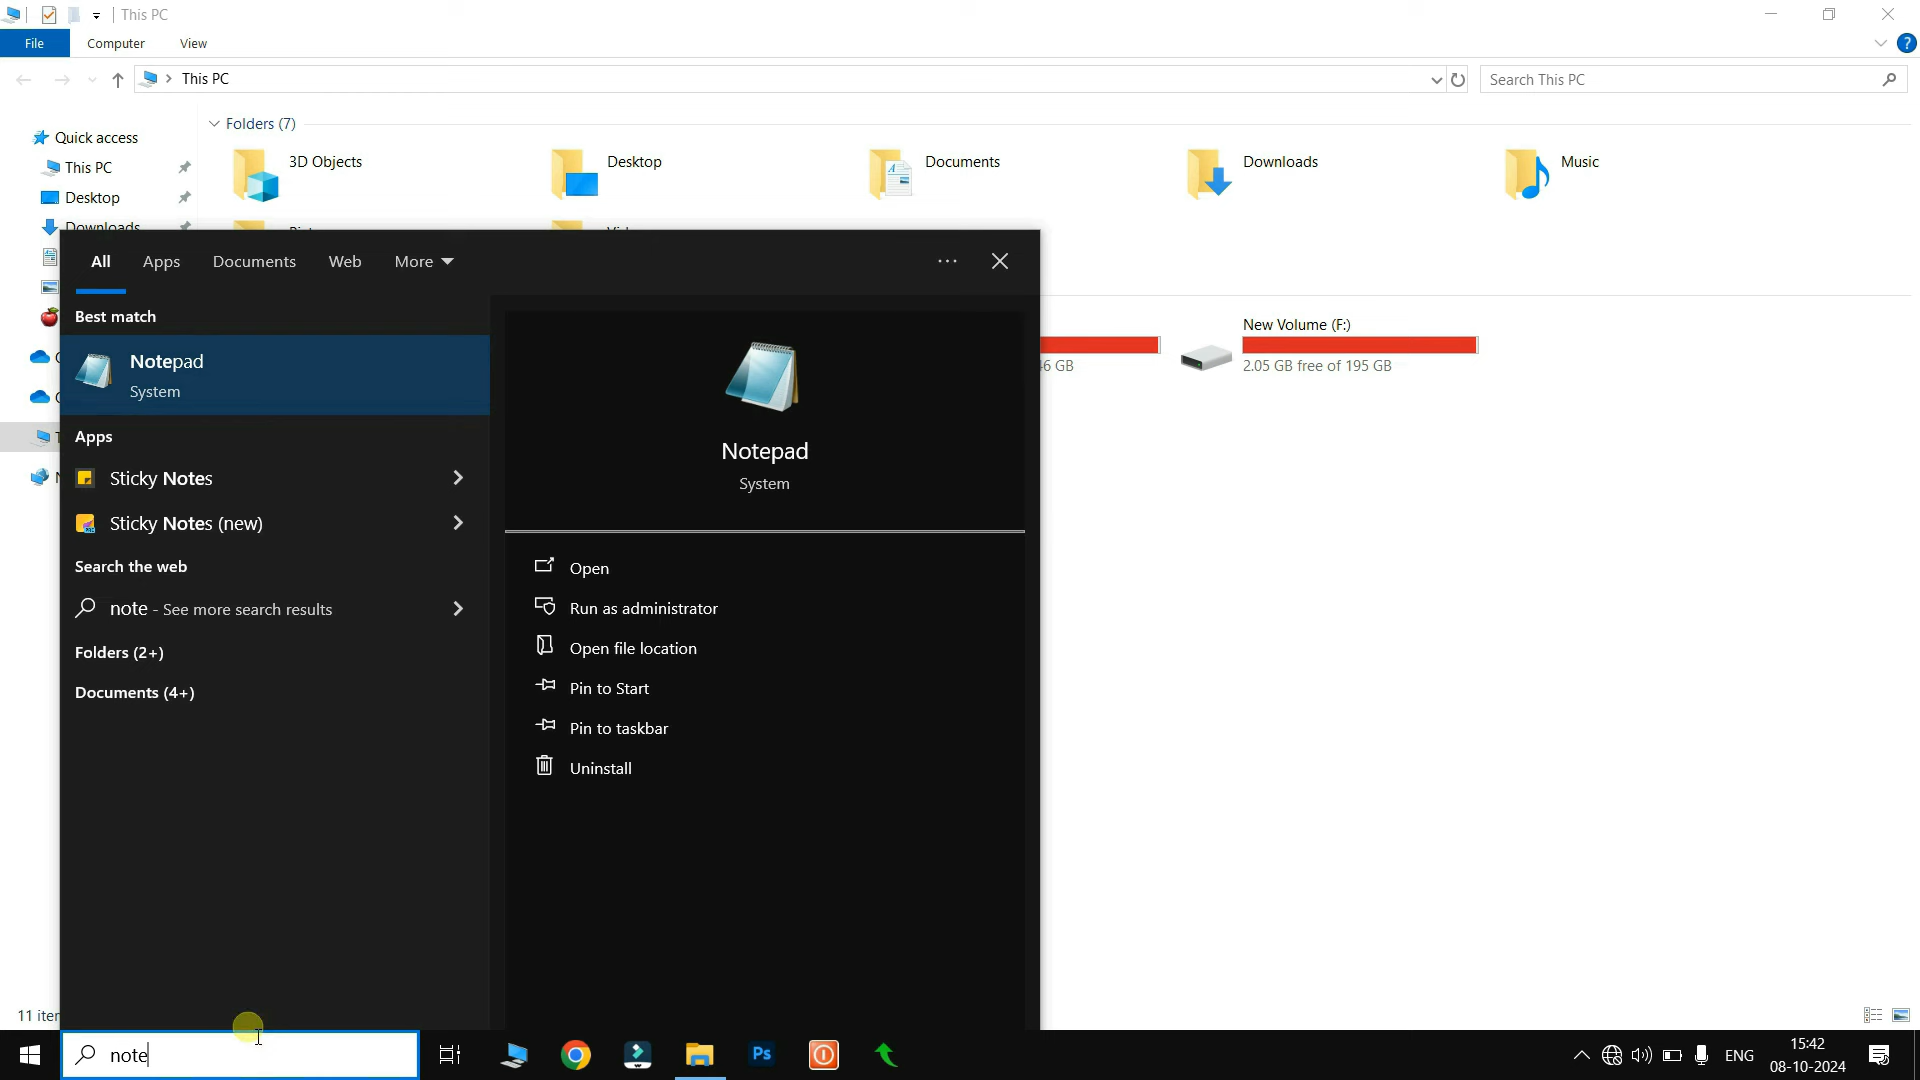 This PC
File
Computer
View
This PC
Search This PC
Folders (7)
Quick access
This PC
Desktop
Downloads
3D Objects
Desktop
Documents
Downloads
Music
All
Apps
Documents
Web
More
Best match
Notepad
System
Apps
Sticky Notes
Sticky Notes (new)
Search the web
note - See more search results
Folders (2+)
Documents (4+)
Notepad
System
Open
Run as administrator
Open file location
Pin to Start
Pin to taskbar
Uninstall
New Volume (F:)
2.05 GB free of 195 GB
11
note
Ps
ENG
15:42
08-10-2024